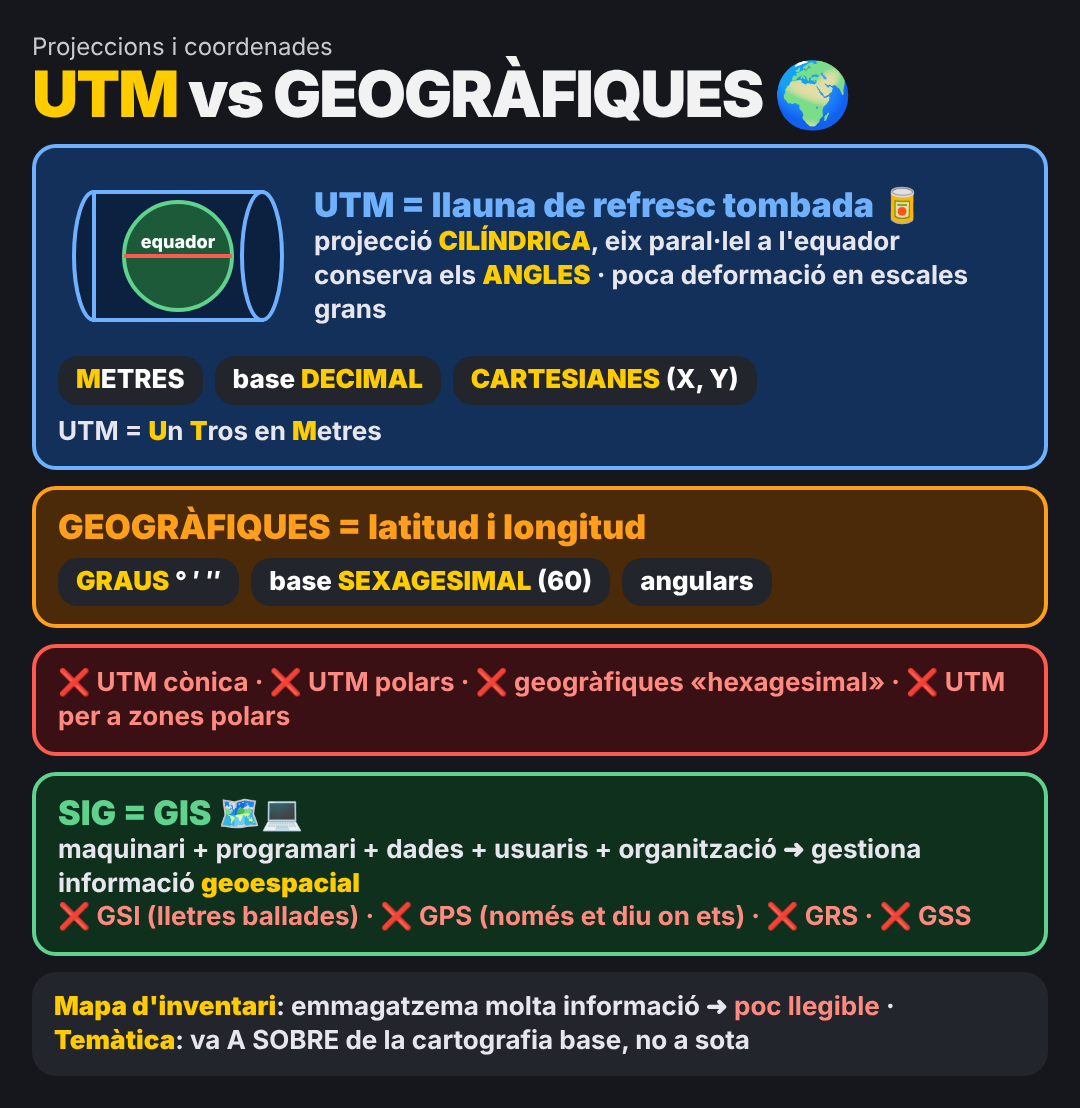 Projeccions i coordenades
UTM vs GEOGRÀFIQUES 🌍
equador
UTM = llauna de refresc tombada 🥫
projecció CILÍNDRICA, eix paral·lel a l'equador
conserva els ANGLES · poca deformació en escales
grans
METRES
base DECIMAL
CARTESIANES (X, Y)
UTM = Un Tros en Metres
GEOGRÀFIQUES = latitud i longitud
GRAUS ° ′ ″
base SEXAGESIMAL (60)
angulars
❌ UTM cònica · ❌ UTM polars · ❌ geogràfiques «hexagesimal» · ❌ UTM
per a zones polars
SIG = GIS 🗺️💻
maquinari + programari + dades + usuaris + organització ➜ gestiona
informació geoespacial
❌ GSI (lletres ballades) · ❌ GPS (només et diu on ets) · ❌ GRS · ❌ GSS
Mapa d'inventari: emmagatzema molta informació ➜ poc llegible ·
Temàtica: va A SOBRE de la cartografia base, no a sota